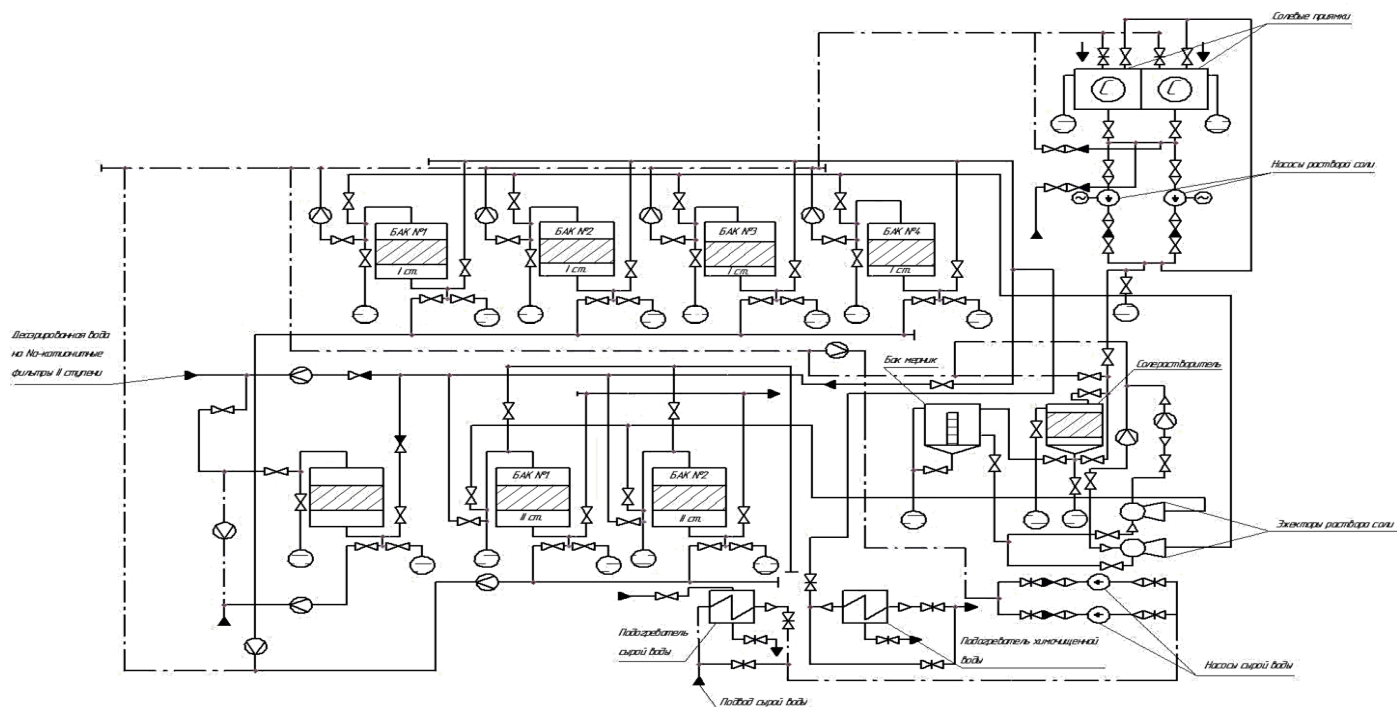 Солевые приямки
С
С
Насосы раствора соли
БАК №1
БАК №2
БАК №3
БАК №4
I ст.
I ст.
I ст.
I ст.
Деаэрированная вода
на Na-катионитные
фильтры II ступени
Бак мерник
Солерастворитель
БАК №1
БАК №2
II ст.
II ст.
Эжекторы раствора соли
Подогреватель
сырой воды
Подогреватель химочищенной
воды
Насосы сырой воды
Подвод сырой воды